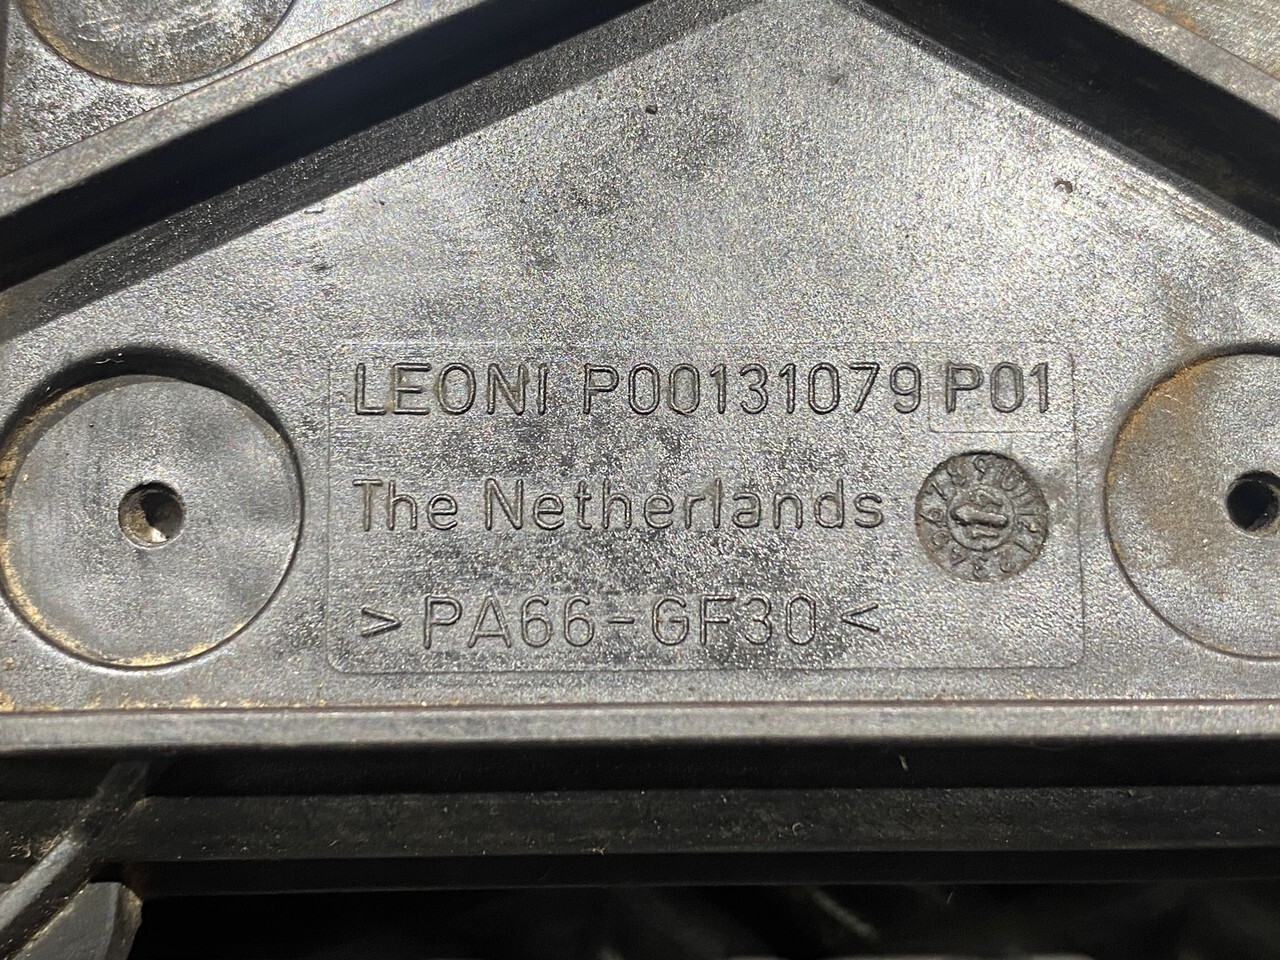 LEONI P00131079 P01
The Netherlands
>PA66-GF30<